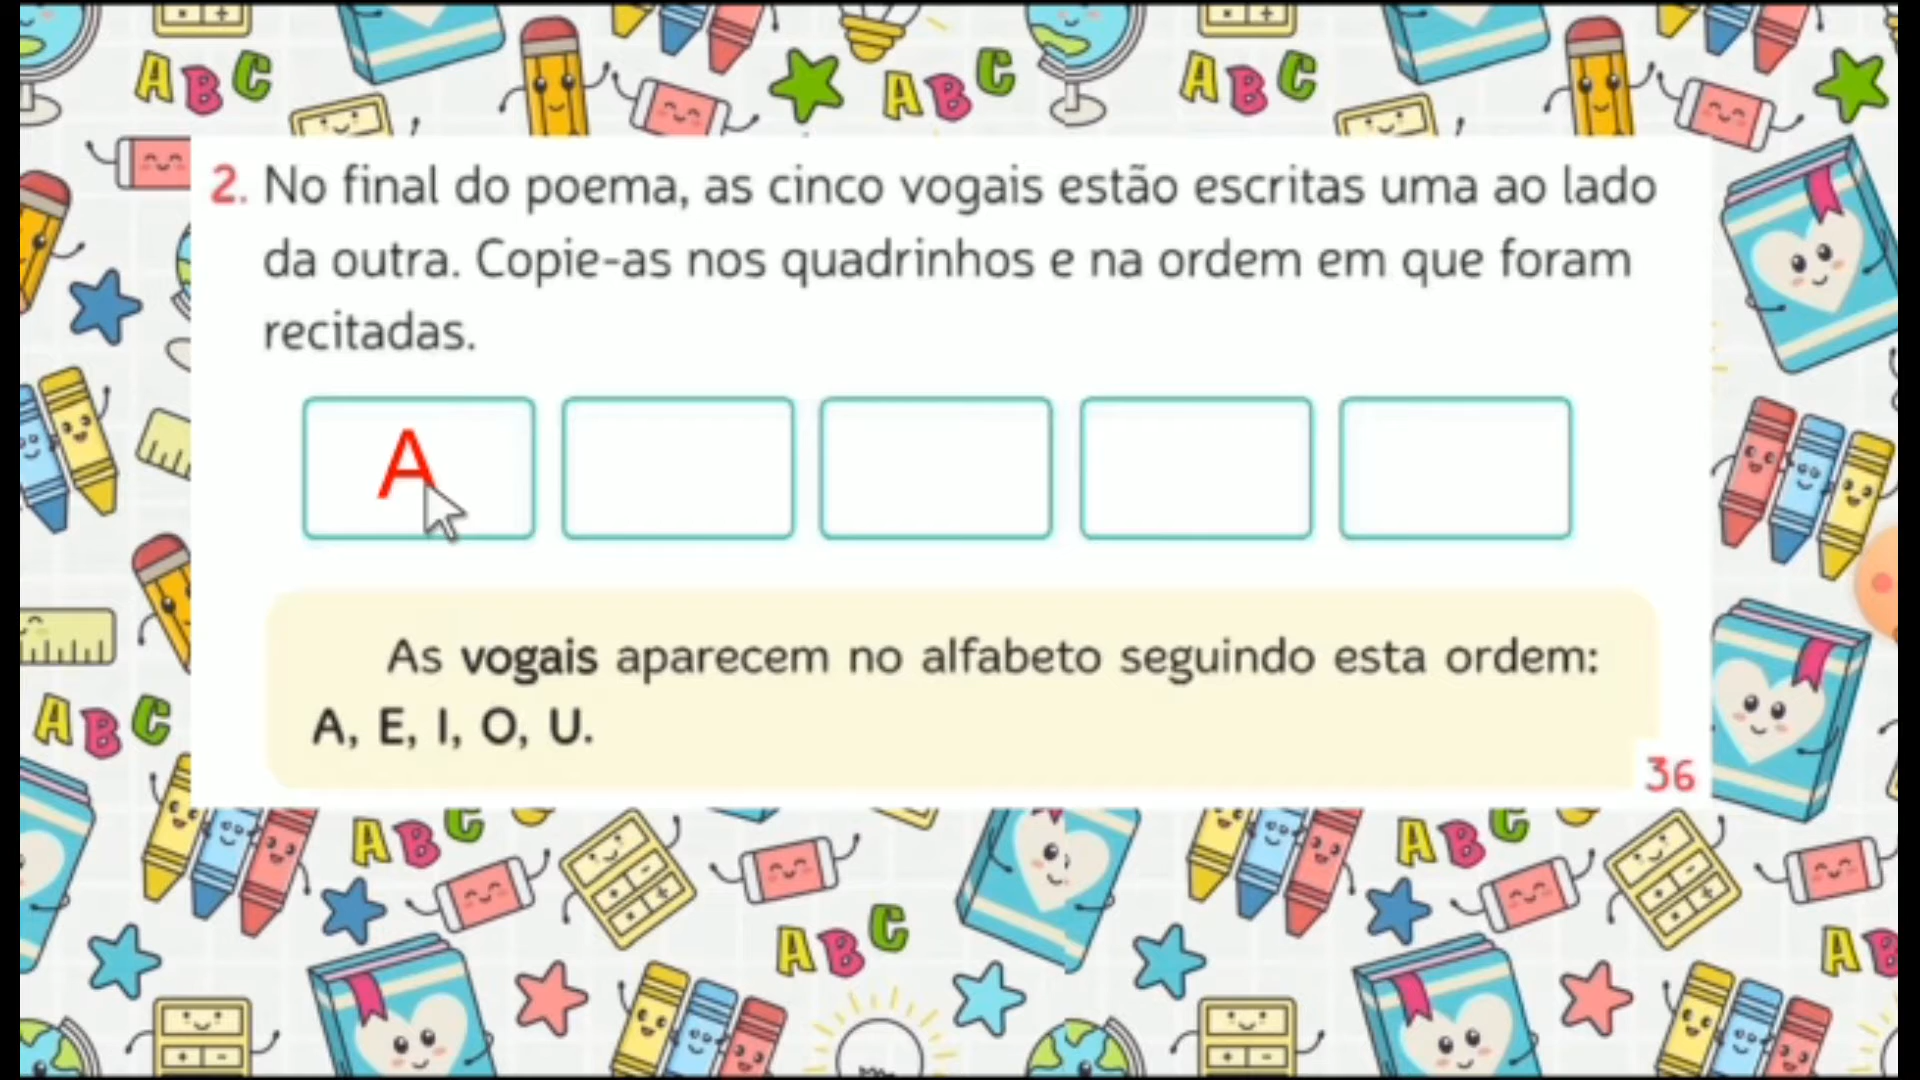 2. No final do poema, as cinco vogais estão escritas uma ao lado
da outra. Copie-as nos quadrinhos e na ordem em que foram
recitadas.
A
As vogais aparecem no alfabeto seguindo esta ordem:
A, E, I, O, U.
36
ABC
ABC
ABC
ABC
ABC
ABC
ABC
AB